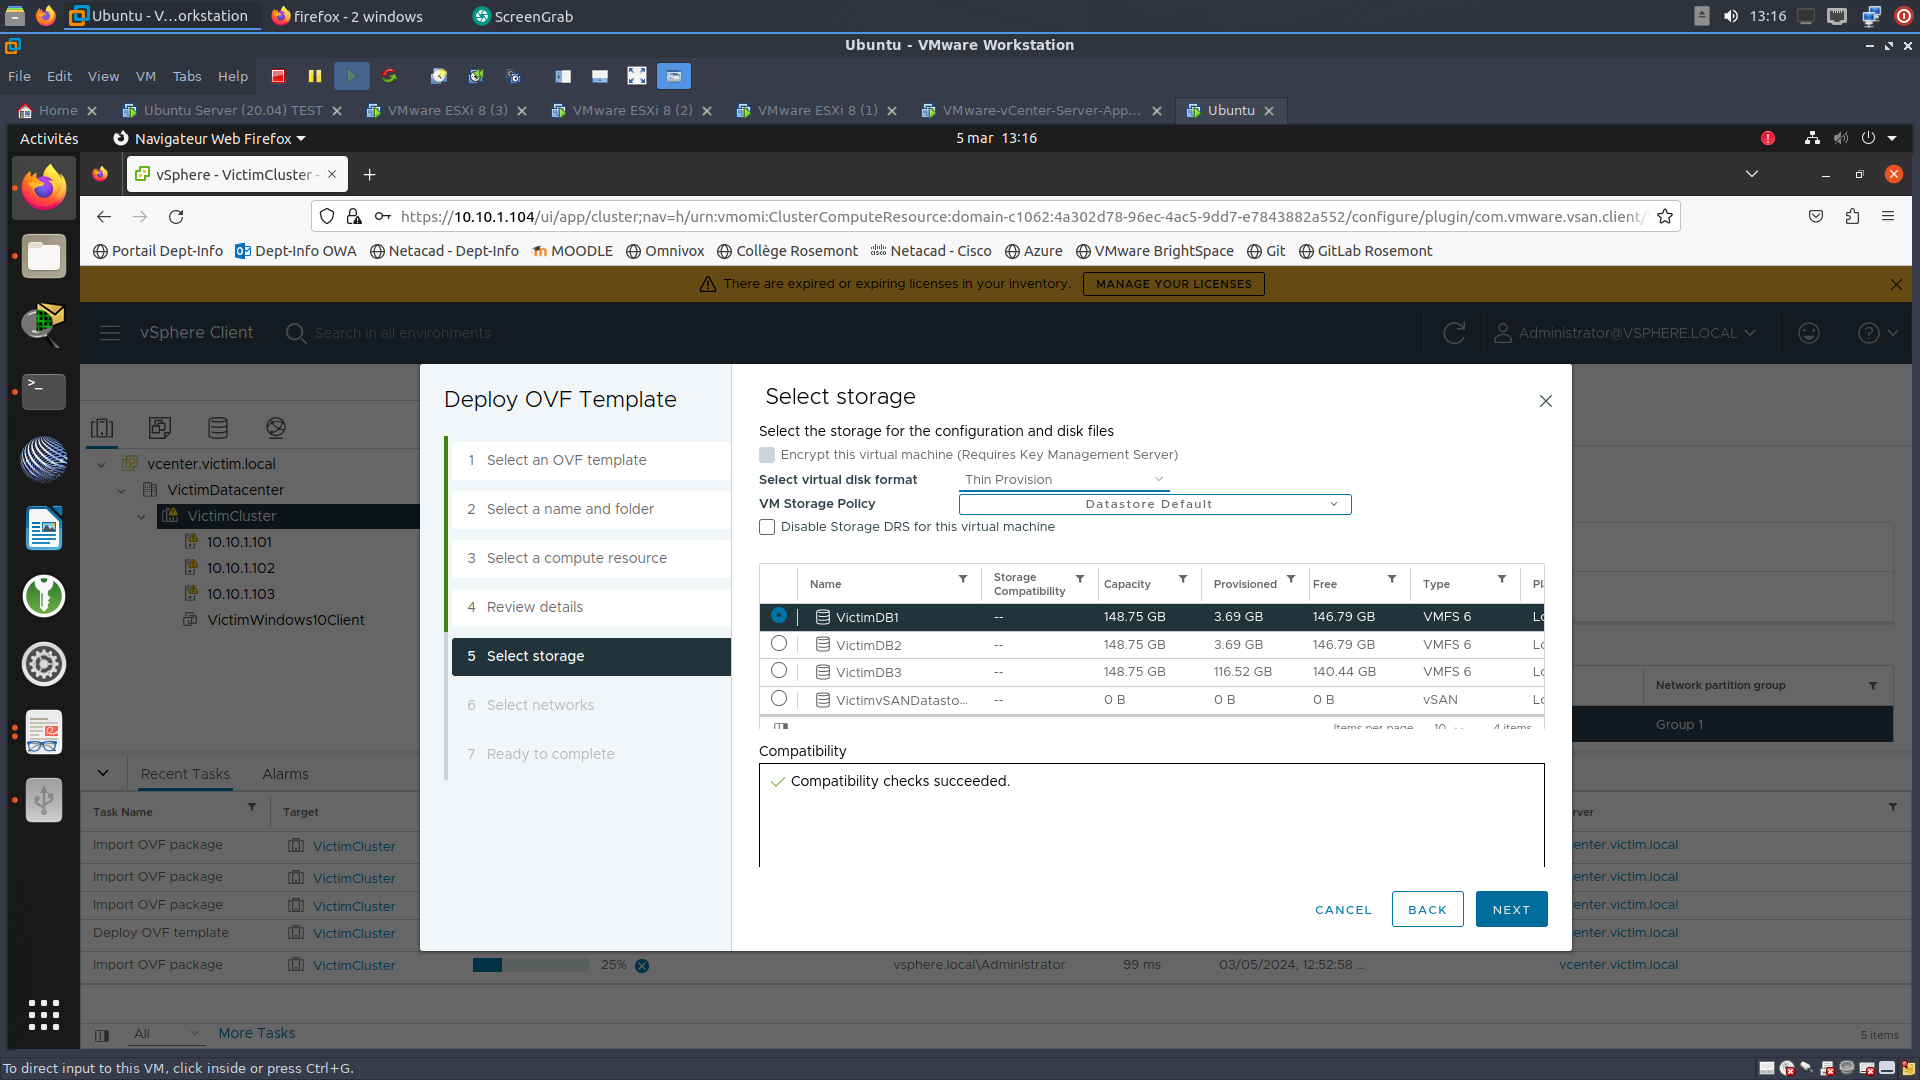 Ubuntu - V...orkstation
firefox - 2 windows
ScreenGrab
13:16
Ubuntu - VMware Workstation
File Edit View VM Tabs Help
Home
Ubuntu Server (20.04) TEST
VMware ESXi 8 (3)
VMware ESXi 8 (2)
VMware ESXi 8 (1)
VMware-vCenter-Server-App...
Ubuntu
Activités
Navigateur Web Firefox
5 mar 13:16
vSphere - VictimCluster -
https://10.10.1.104/ui/app/cluster;nav=h/urn:vmomi:ClusterComputeResource:domain-c1062:4a302d78-96ec-4ac5-9dd7-e7843882a552/configure/plugin/com.vmware.vsan.client/
Portail Dept-Info
Dept-Info OWA
Netacad - Dept-Info
MOODLE
Omnivox
Collège Rosemont
Netacad - Cisco
Azure
VMware BrightSpace
Git
GitLab Rosemont
There are expired or expiring licenses in your inventory.
MANAGE YOUR LICENSES
vSphere Client
Search in all environments
Administrator@VSPHERE.LOCAL
vcenter.victim.local
VictimDatacenter
VictimCluster
10.10.1.101
10.10.1.102
10.10.1.103
VictimWindows10Client
Deploy OVF Template
1 Select an OVF template
2 Select a name and folder
3 Select a compute resource
4 Review details
5 Select storage
6 Select networks
7 Ready to complete
Select storage
Select the storage for the configuration and disk files
Encrypt this virtual machine (Requires Key Management Server)
Select virtual disk format Thin Provision
VM Storage Policy Datastore Default
Disable Storage DRS for this virtual machine
Name Storage Compatibility Capacity Provisioned Free Type Pl
VictimDB1 -- 148.75 GB 3.69 GB 146.79 GB VMFS 6 Lo
VictimDB2 -- 148.75 GB 3.69 GB 146.79 GB VMFS 6 Lo
VictimDB3 -- 148.75 GB 116.52 GB 140.44 GB VMFS 6 Lo
VictimvSANDatasto... -- 0 B 0 B 0 B vSAN Lo
Items per page 10 4 items
Compatibility
Compatibility checks succeeded.
CANCEL BACK NEXT
Network partition group
Group 1
Recent Tasks Alarms
Task Name Target rver
Import OVF package VictimCluster enter.victim.local
Import OVF package VictimCluster enter.victim.local
Import OVF package VictimCluster enter.victim.local
Deploy OVF template VictimCluster enter.victim.local
Import OVF package VictimCluster 25% vsphere.local\Administrator 99 ms 03/05/2024, 12:52:58 ... vcenter.victim.local
All More Tasks 5 items
To direct input to this VM, click inside or press Ctrl+G.